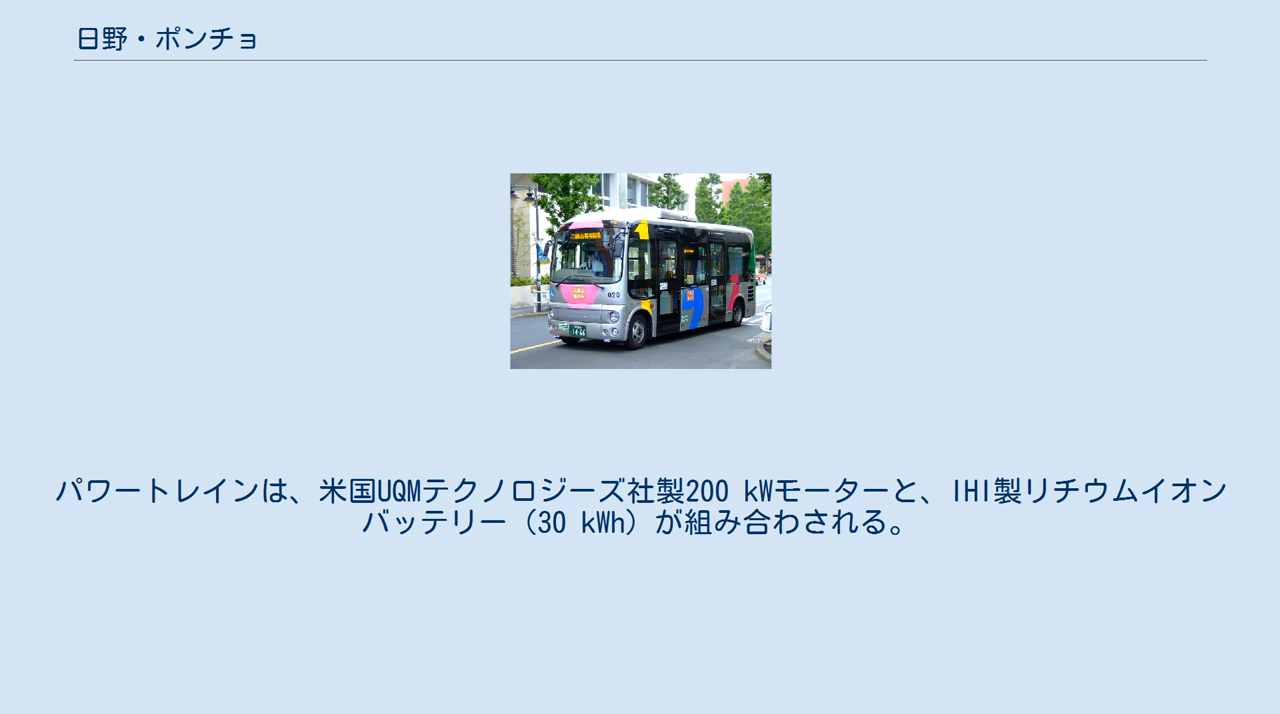 日野・ポンチョ
020
パワートレインは、米国UQMテクノロジーズ社製200 kWモーターと、IHI製リチウムイオン
バッテリー（30 kWh）が組み合わされる。